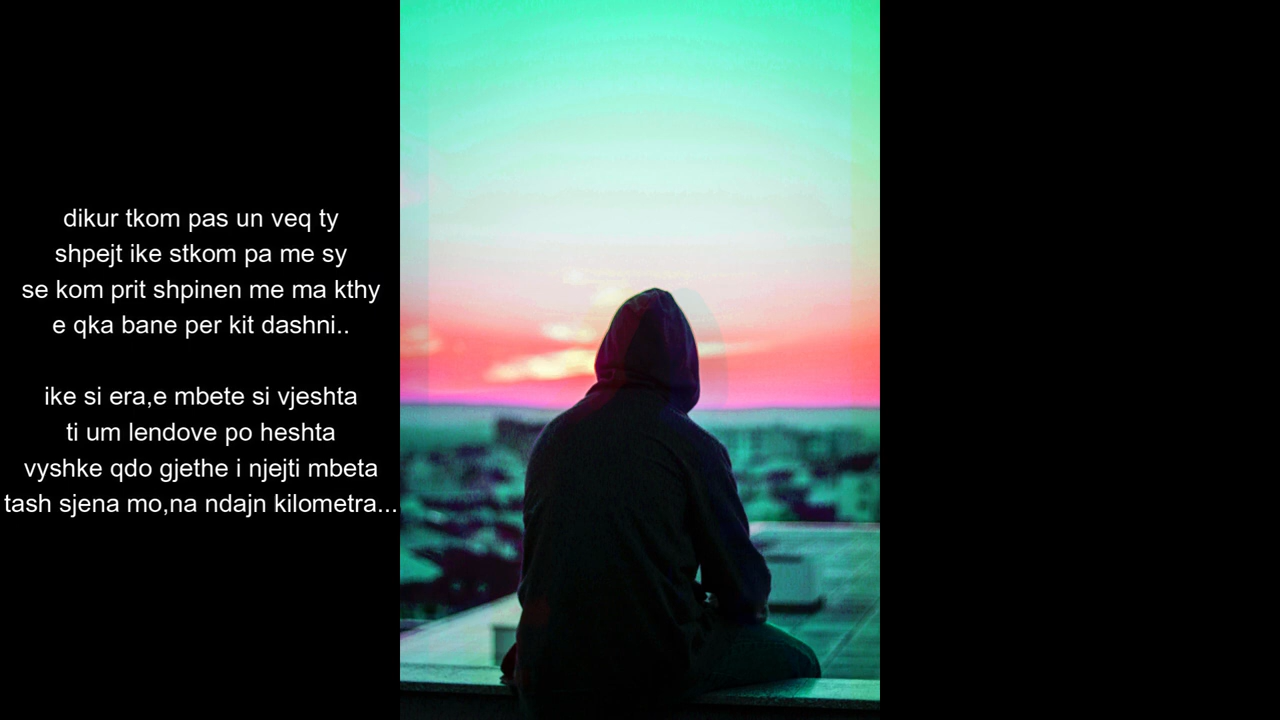 dikur tkom pas un veq ty
shpejt ike stkom pa me sy
se kom prit shpinen me ma kthy
e qka bane per kit dashni..
ike si era,e mbete si vjeshta
ti um lendove po heshta
vyshke qdo gjethe i njejti mbeta
tash sjena mo,na ndajn kilometra...